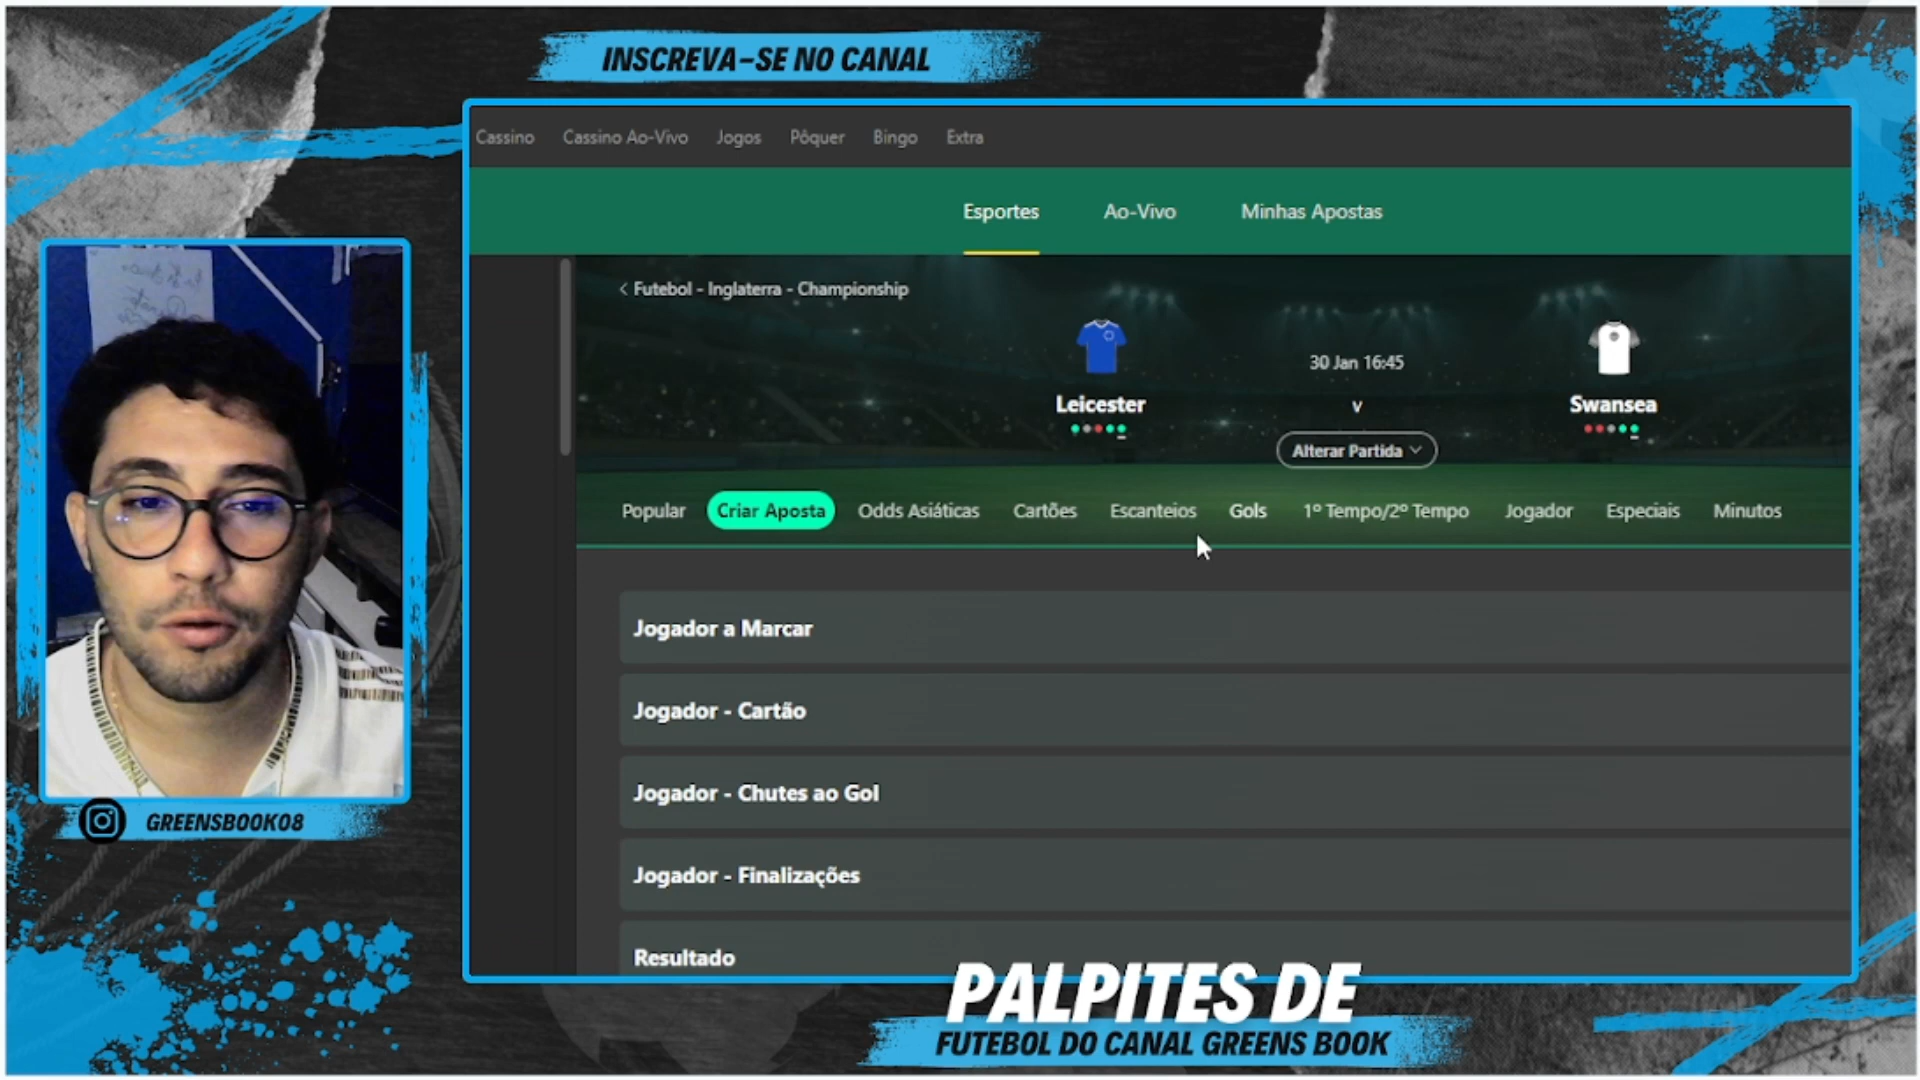 INSCREVA-SE NO CANAL
Cassino Cassino Ao-Vivo Jogos Pôquer Bingo Extra
Esportes Ao-Vivo Minhas Apostas
< Futebol - Inglaterra - Championship
30 Jan 16:45
Leicester v Swansea
Alterar Partida
Popular Criar Aposta Odds Asiáticas Cartões Escanteios Gols 1º Tempo/2º Tempo Jogador Especiais Minutos
Jogador a Marcar
Jogador - Cartão
Jogador - Chutes ao Gol
Jogador - Finalizações
Resultado
GREENSBOOK08
PALPITES DE
FUTEBOL DO CANAL GREENS BOOK